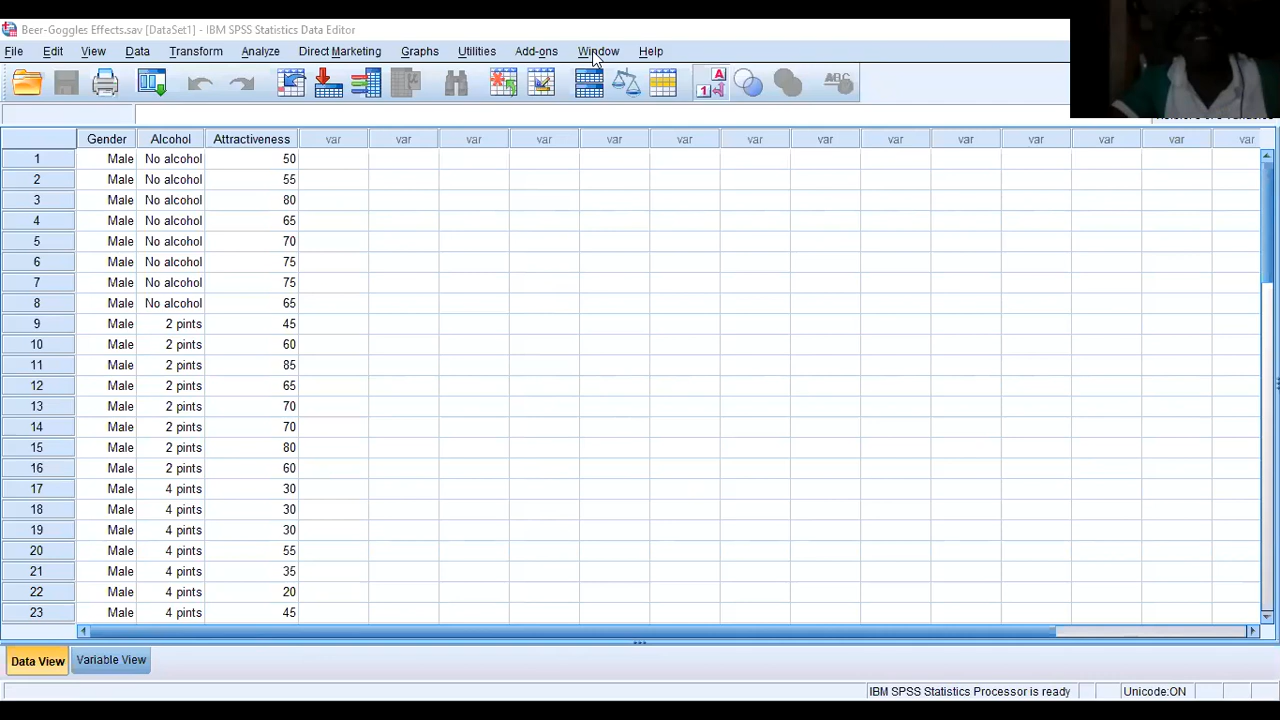 Beer-Goggles Effects.sav [DataSet1] - IBM SPSS Statistics Data Editor
File Edit View Data Transform Analyze Direct Marketing Graphs Utilities Add-ons Window Help
Gender Alcohol Attractiveness var var var var var var var var var var var var var var
1 Male No alcohol 50
2 Male No alcohol 55
3 Male No alcohol 80
4 Male No alcohol 65
5 Male No alcohol 70
6 Male No alcohol 75
7 Male No alcohol 75
8 Male No alcohol 65
9 Male 2 pints 45
10 Male 2 pints 60
11 Male 2 pints 85
12 Male 2 pints 65
13 Male 2 pints 70
14 Male 2 pints 70
15 Male 2 pints 80
16 Male 2 pints 60
17 Male 4 pints 30
18 Male 4 pints 30
19 Male 4 pints 30
20 Male 4 pints 55
21 Male 4 pints 35
22 Male 4 pints 20
23 Male 4 pints 45
Data View Variable View
IBM SPSS Statistics Processor is ready Unicode:ON